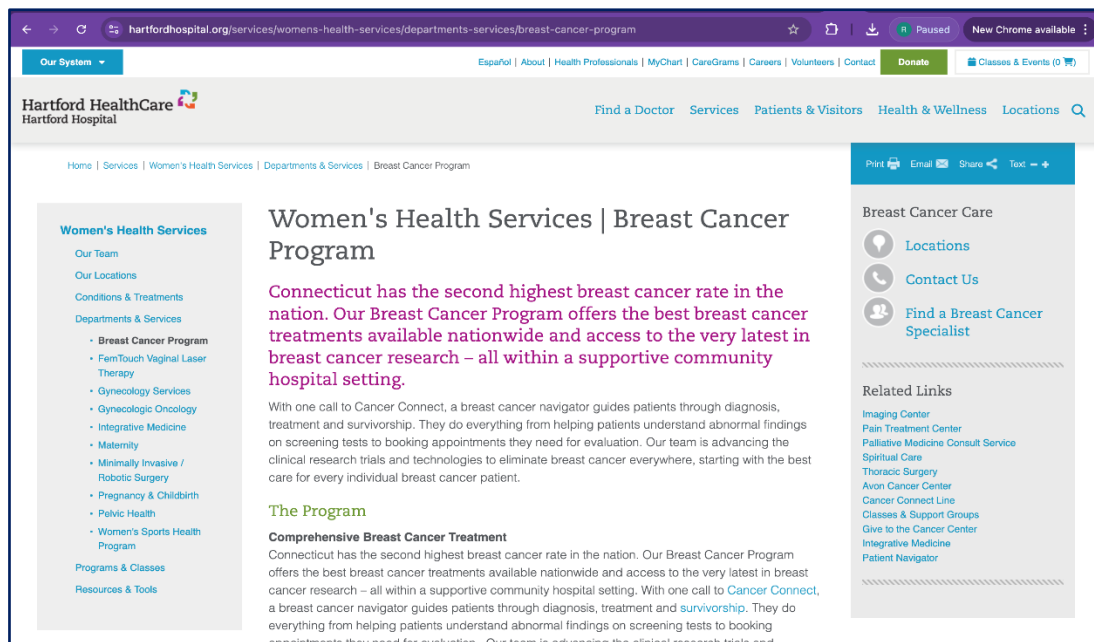 hartfordhospital.org/services/womens-health-services/departments-services/breast-cancer-program
Paused
New Chrome available
Our System
Español | About | Health Professionals | MyChart | CareGrams | Careers | Volunteers | Contact
Donate
Classes & Events (0 )
Hartford HealthCare
Hartford Hospital
Find a Doctor Services Patients & Visitors Health & Wellness Locations
Home | Services | Women's Health Services | Departments & Services | Breast Cancer Program
Print Email Share Text
Women's Health Services
Our Team
Our Locations
Conditions & Treatments
Departments & Services
• Breast Cancer Program
• FemTouch Vaginal Laser
Therapy
• Gynecology Services
• Gynecologic Oncology
• Integrative Medicine
• Maternity
• Minimally Invasive /
Robotic Surgery
• Pregnancy & Childbirth
• Pelvic Health
• Women's Sports Health
Program
Programs & Classes
Resources & Tools
Women's Health Services | Breast Cancer
Program
Connecticut has the second highest breast cancer rate in the
nation. Our Breast Cancer Program offers the best breast cancer
treatments available nationwide and access to the very latest in
breast cancer research – all within a supportive community
hospital setting.
With one call to Cancer Connect, a breast cancer navigator guides patients through diagnosis,
treatment and survivorship. They do everything from helping patients understand abnormal findings
on screening tests to booking appointments they need for evaluation. Our team is advancing the
clinical research trials and technologies to eliminate breast cancer everywhere, starting with the best
care for every individual breast cancer patient.
The Program
Comprehensive Breast Cancer Treatment
Connecticut has the second highest breast cancer rate in the nation. Our Breast Cancer Program
offers the best breast cancer treatments available nationwide and access to the very latest in breast
cancer research – all within a supportive community hospital setting. With one call to Cancer Connect,
a breast cancer navigator guides patients through diagnosis, treatment and survivorship. They do
everything from helping patients understand abnormal findings on screening tests to booking
appointments they need for evaluation. Our team is advancing the clinical research trials and
Breast Cancer Care
Locations
Contact Us
Find a Breast Cancer
Specialist
Related Links
Imaging Center
Pain Treatment Center
Palliative Medicine Consult Service
Spiritual Care
Thoracic Surgery
Avon Cancer Center
Cancer Connect Line
Classes & Support Groups
Give to the Cancer Center
Integrative Medicine
Patient Navigator